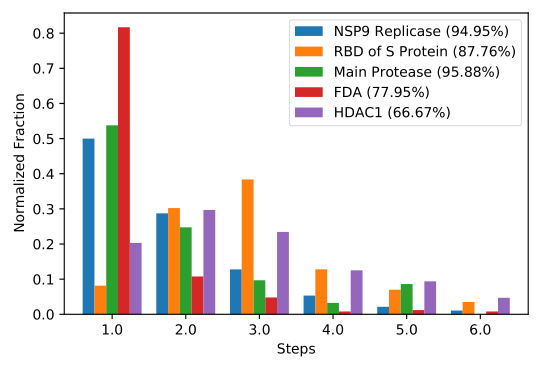 NSP9 Replicase (94.95%)
RBD of S Protein (87.76%)
Main Protease (95.88%)
FDA (77.95%)
HDAC1 (66.67%)
Normalized Fraction
0.8
0.7
0.6
0.5
0.4
0.3
0.2
0.1
0.0
1.0 2.0 3.0 4.0 5.0 6.0
Steps